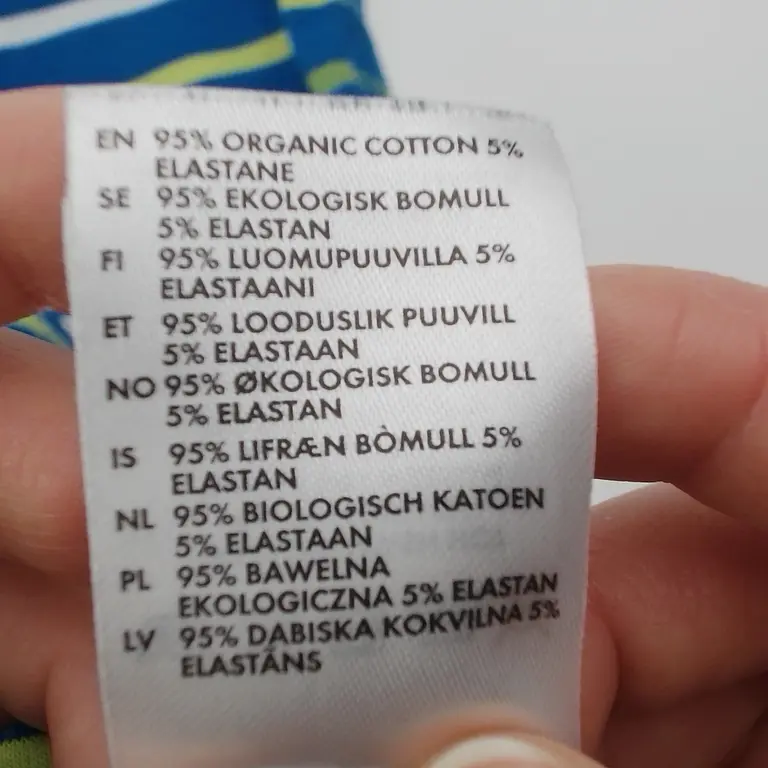 EN 95% ORGANIC COTTON 5%
ELASTANE
SE 95% EKOLOGISK BOMULL
5% ELASTAN
FI 95% LUOMUPUUVILLA 5%
ELASTAANI
ET 95% LOODUSLIK PUUVILL
5% ELASTAAN
NO 95% ØKOLOGISK BOMULL
5% ELASTAN
IS 95% LIFRÆN BÒMULL 5%
ELASTAN
NL 95% BIOLOGISCH KATOEN
5% ELASTAAN
PL 95% BAWELNA
EKOLOGICZNA 5% ELASTAN
LV 95% DABISKA KOKVILNA 5%
ELASTĀNS